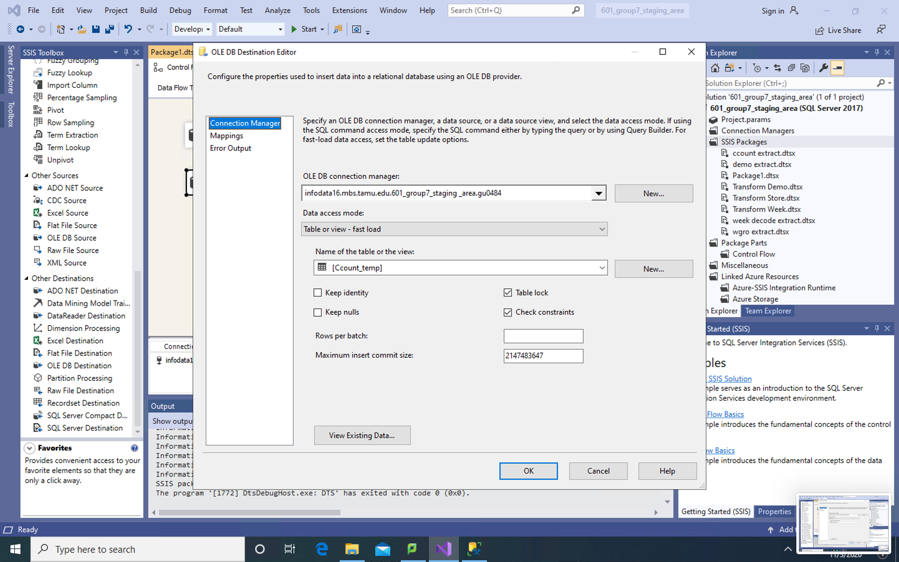 File Edit View Project Build Debug Format Test Analyze Tools Extensions Window Help Search (Ctrl+Q) 601_group7_staging_area Sign in
Develop Default Start Live Share
Server Explorer
Toolbox
SSIS Toolbox
Fuzzy Grouping
Fuzzy Lookup
Import Column
Percentage Sampling
Pivot
Row Sampling
Term Extraction
Term Lookup
Unpivot
Other Sources
ADO NET Source
CDC Source
Excel Source
Flat File Source
OLE DB Source
Raw File Source
XML Source
Other Destinations
ADO NET Destination
Data Mining Model Trai...
DataReader Destination
Dimension Processing
Excel Destination
Flat File Destination
OLE DB Destination
Partition Processing
Raw File Destination
Recordset Destination
SQL Server Compact D...
SQL Server Destination
Favorites
Provides convenient access to your
favorite elements so that they are
only a click away.
Package1.dts
Control F
Data Flow T
Connectio
infodata1
Output
Show outpu
Informati
Informati
Informati
Informati
Informati
SSIS pack
The program '[1772] DtsDebugHost.exe: DTS' has exited with code 0 (0x0).
OLE DB Destination Editor
Configure the properties used to insert data into a relational database using an OLE DB provider.
Connection Manager
Mappings
Error Output
Specify an OLE DB connection manager, a data source, or a data source view, and select the data access mode. If using
the SQL command access mode, specify the SQL command either by typing the query or by using Query Builder. For
fast-load data access, set the table update options.
OLE DB connection manager:
infodata16.mbs.tamu.edu.601_group7_staging _area.gu0484 New...
Data access mode:
Table or view - fast load
Name of the table or the view:
[Ccount_temp] New...
Keep identity Table lock
Keep nulls Check constraints
Rows per batch:
Maximum insert commit size: 2147483647
View Existing Data...
OK Cancel Help
n Explorer
olution Explorer (Ctrl+;)
lution '601_group7_staging_area' (1 of 1 project)
601_group7_staging_area (SQL Server 2017)
Project.params
Connection Managers
SSIS Packages
ccount extract.dtsx
demo extract.dtsx
Package1.dtsx
Transform Demo.dtsx
Transform Store.dtsx
Transform Week.dtsx
week decode extract.dtsx
wgro extract.dtsx
Package Parts
Control Flow
Miscellaneous
Linked Azure Resources
Azure-SSIS Integration Runtime
Azure Storage
n Explorer Team Explorer
Started (SSIS)
e to SQL Server Integration Services (SSIS).
ples
SSIS Solution
mple serves as an introduction to the SQL Server
tion Services development environment.
Flow Basics
mple introduces the fundamental concepts of the control
w Basics
mple introduces the fundamental concepts of the data
Getting Started (SSIS) Properties
Ready Add t
Type here to search
11/3/2020